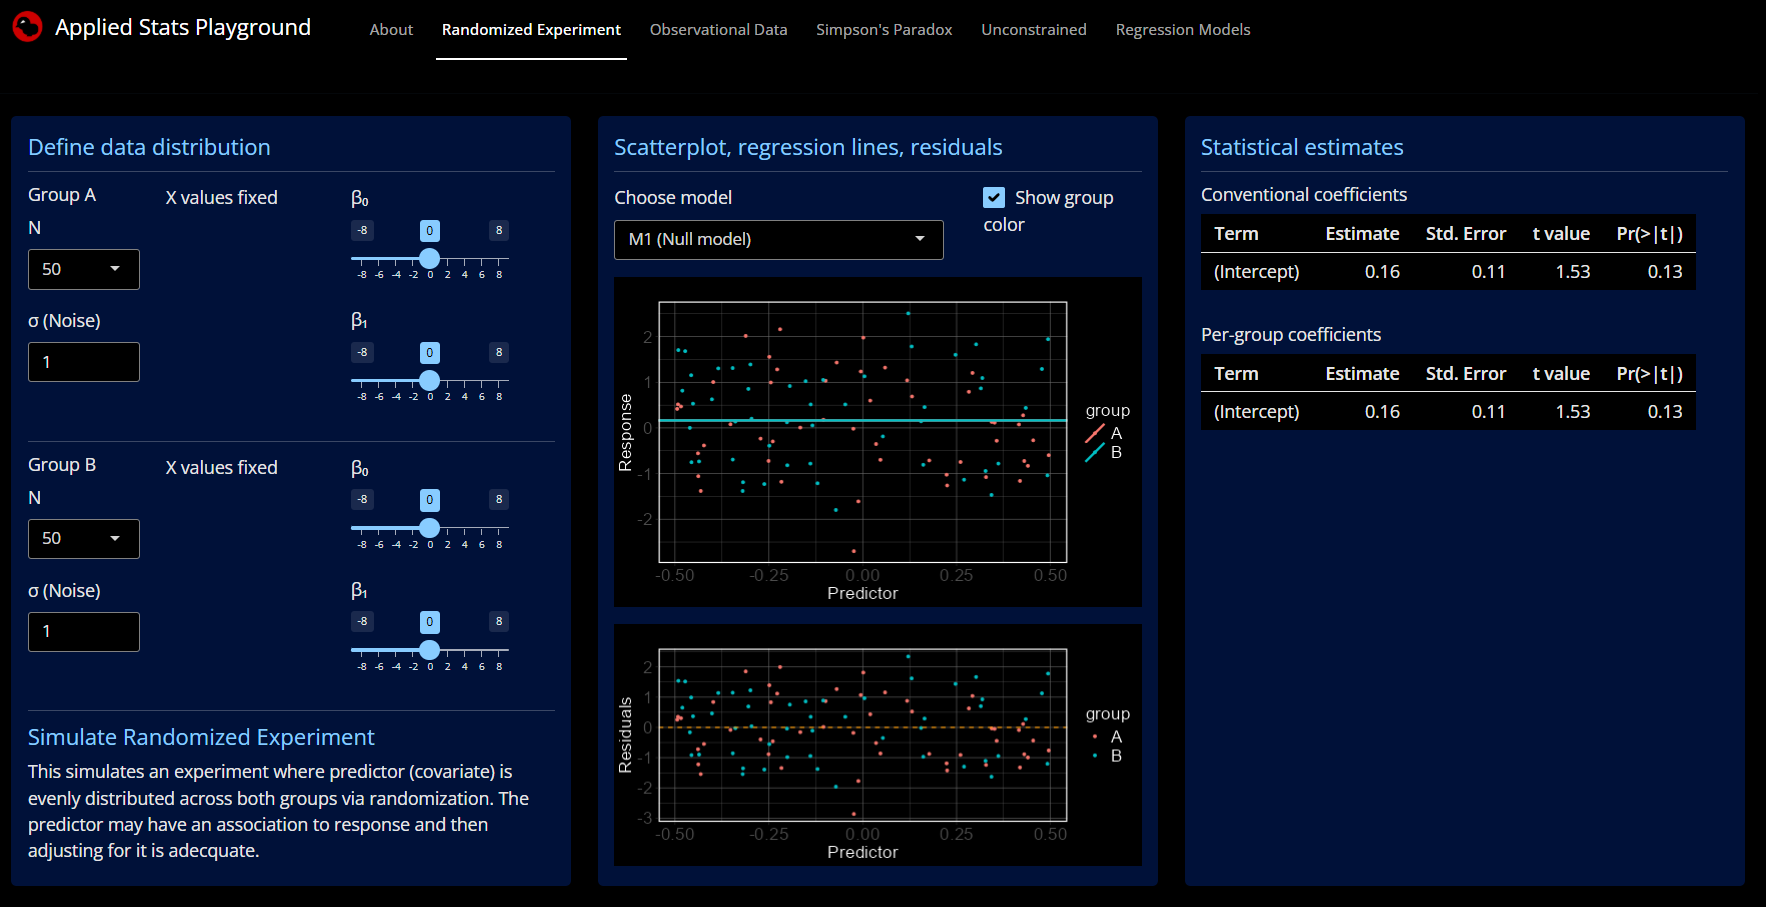 Applied Stats Playground
About
Randomized Experiment
Observational Data
Simpson's Paradox
Unconstrained
Regression Models
Define data distribution
Group A
X values fixed
β₀
N
-8 0 8
50
-8 -6 -4 -2 0 2 4 6 8
σ (Noise)
β₁
-8 0 8
1
-8 -6 -4 -2 0 2 4 6 8
Group B
X values fixed
β₀
N
-8 0 8
50
-8 -6 -4 -2 0 2 4 6 8
σ (Noise)
β₁
-8 0 8
1
-8 -6 -4 -2 0 2 4 6 8
Simulate Randomized Experiment
This simulates an experiment where predictor (covariate) is
evenly distributed across both groups via randomization. The
predictor may have an association to response and then
adjusting for it is adecquate.
Scatterplot, regression lines, residuals
Choose model
Show group
color
M1 (Null model)
Response
2
1
0
-1
-2
-0.50 -0.25 0.00 0.25 0.50
Predictor
group
A
B
Residuals
2
1
0
-1
-2
-3
-0.50 -0.25 0.00 0.25 0.50
Predictor
group
A
B
Statistical estimates
Conventional coefficients
Term Estimate Std. Error t value Pr(>|t|)
(Intercept) 0.16 0.11 1.53 0.13
Per-group coefficients
Term Estimate Std. Error t value Pr(>|t|)
(Intercept) 0.16 0.11 1.53 0.13